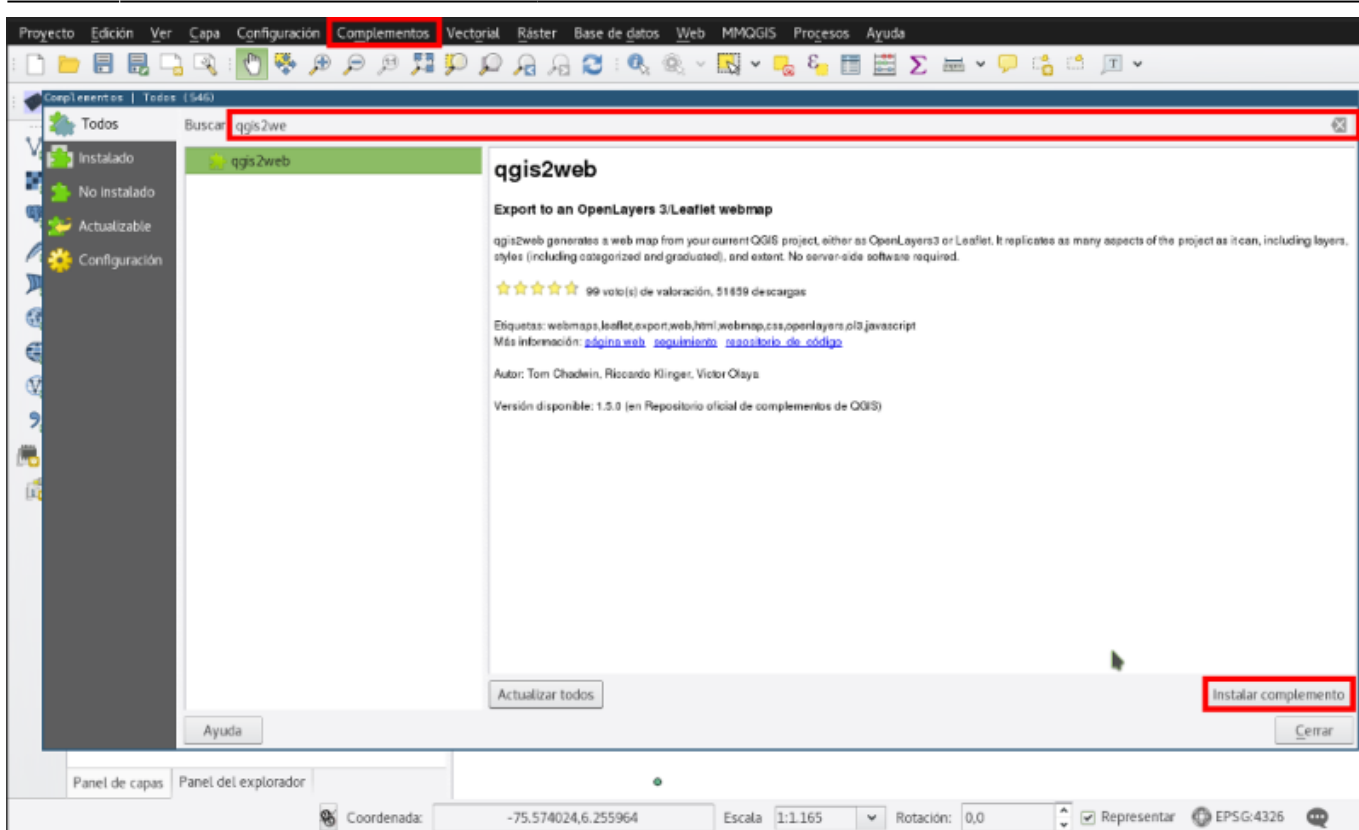 Proyecto Edición Ver Capa Configuración Complementos Vectorial Ráster Base de datos Web MMQGIS Procesos Ayuda
Complementos | Todos (546)
Todos
Buscar qgis2we
Instalado
No instalado
Actualizable
Configuración
qgis2web
qgis2web
Export to an OpenLayers 3/Leaflet webmap
qgis2web generates a web map from your current QGIS project, either as OpenLayers3 or Leaflet. It replicates as many aspects of the project as it can, including layers,
styles (including categorized and graduated), and extent. No server-side software required.
99 voto(s) de valoración, 51659 descargas
Etiquetas: webmaps,leaflet,export,web,html,webmap,css,openlayers,ol3,javascript
Más información: página web seguimiento repositorio de código
Autor: Tom Chadwin, Riccardo Klinger, Victor Olaya
Versión disponible: 1.5.0 (en Repositorio oficial de complementos de QGIS)
Actualizar todos
Instalar complemento
Ayuda
Cerrar
Panel de capas Panel del explorador
Coordenada: -75.574024,6.255964 Escala 1:1.165 Rotación: 0,0 Representar EPSG:4326